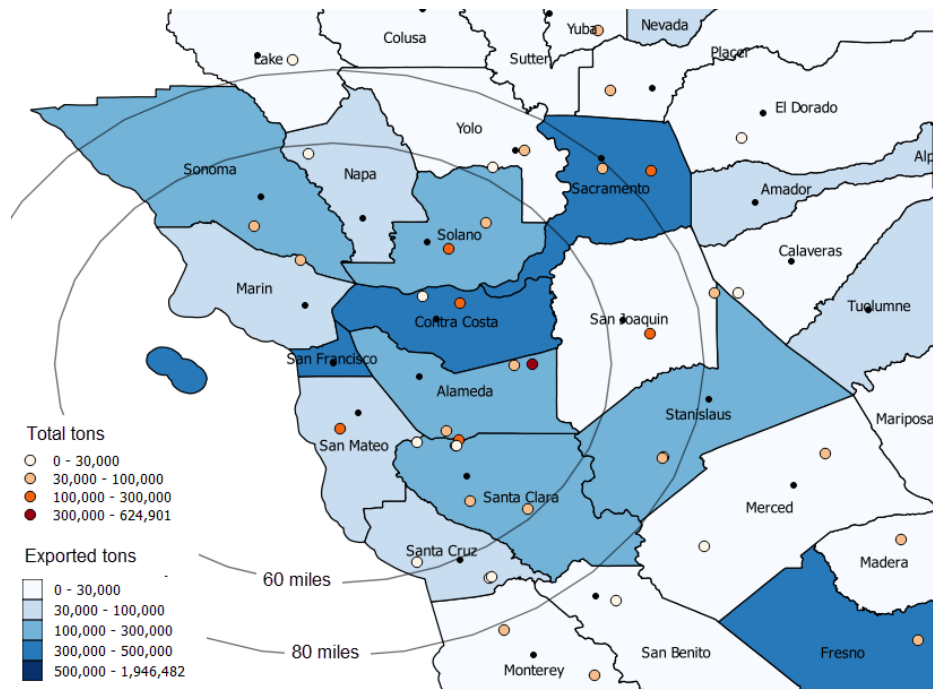 Colusa
Yuba
Nevada
Lake
Sutter
Placer
El Dorado
Yolo
Sonoma
Napa
Sacramento
Alp
Amador
Solano
Calaveras
Marin
Contra Costa
San Joaquin
Tuolumne
San Francisco
Alameda
Stanislaus
Mariposa
San Mateo
Santa Clara
Merced
Santa Cruz
Madera
Monterey
San Benito
Fresno
60 miles
80 miles
Total tons
0 - 30,000
30,000 - 100,000
100,000 - 300,000
300,000 - 624,901
Exported tons
0 - 30,000
30,000 - 100,000
100,000 - 300,000
300,000 - 500,000
500,000 - 1,946,482